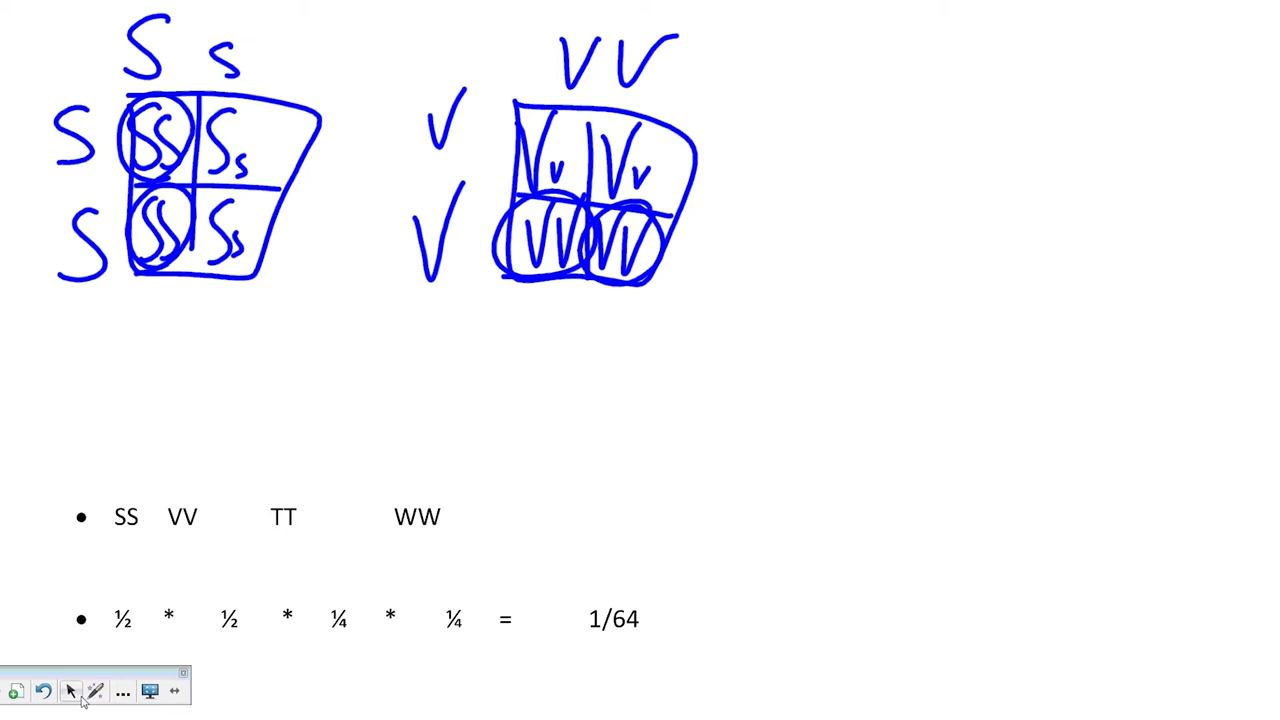 S s
V V
S SS Ss
v Vv Vv
S SS Ss
V VV VV
• SS VV TT WW
• ½ * ½ * ¼ * ¼ = 1/64
...